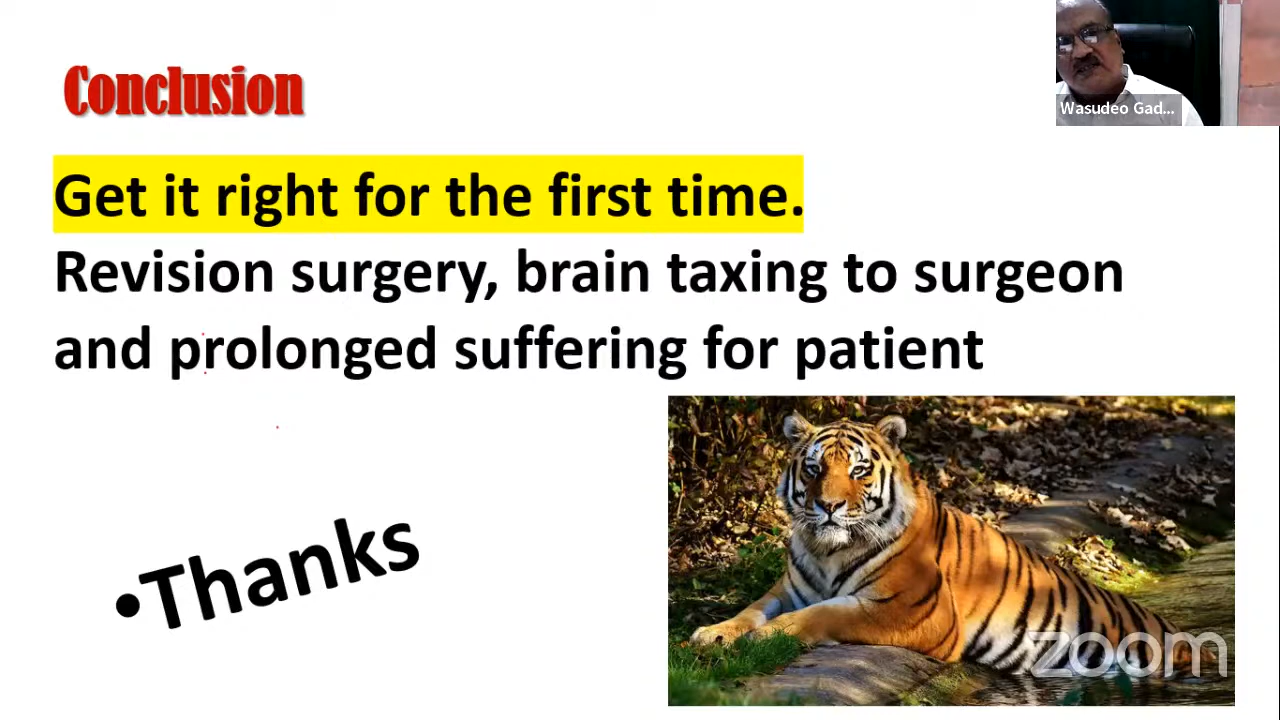 Conclusion
Wasudeo Gad...
Get it right for the first time.
Revision surgery, brain taxing to surgeon
and prolonged suffering for patient
•Thanks
zoom